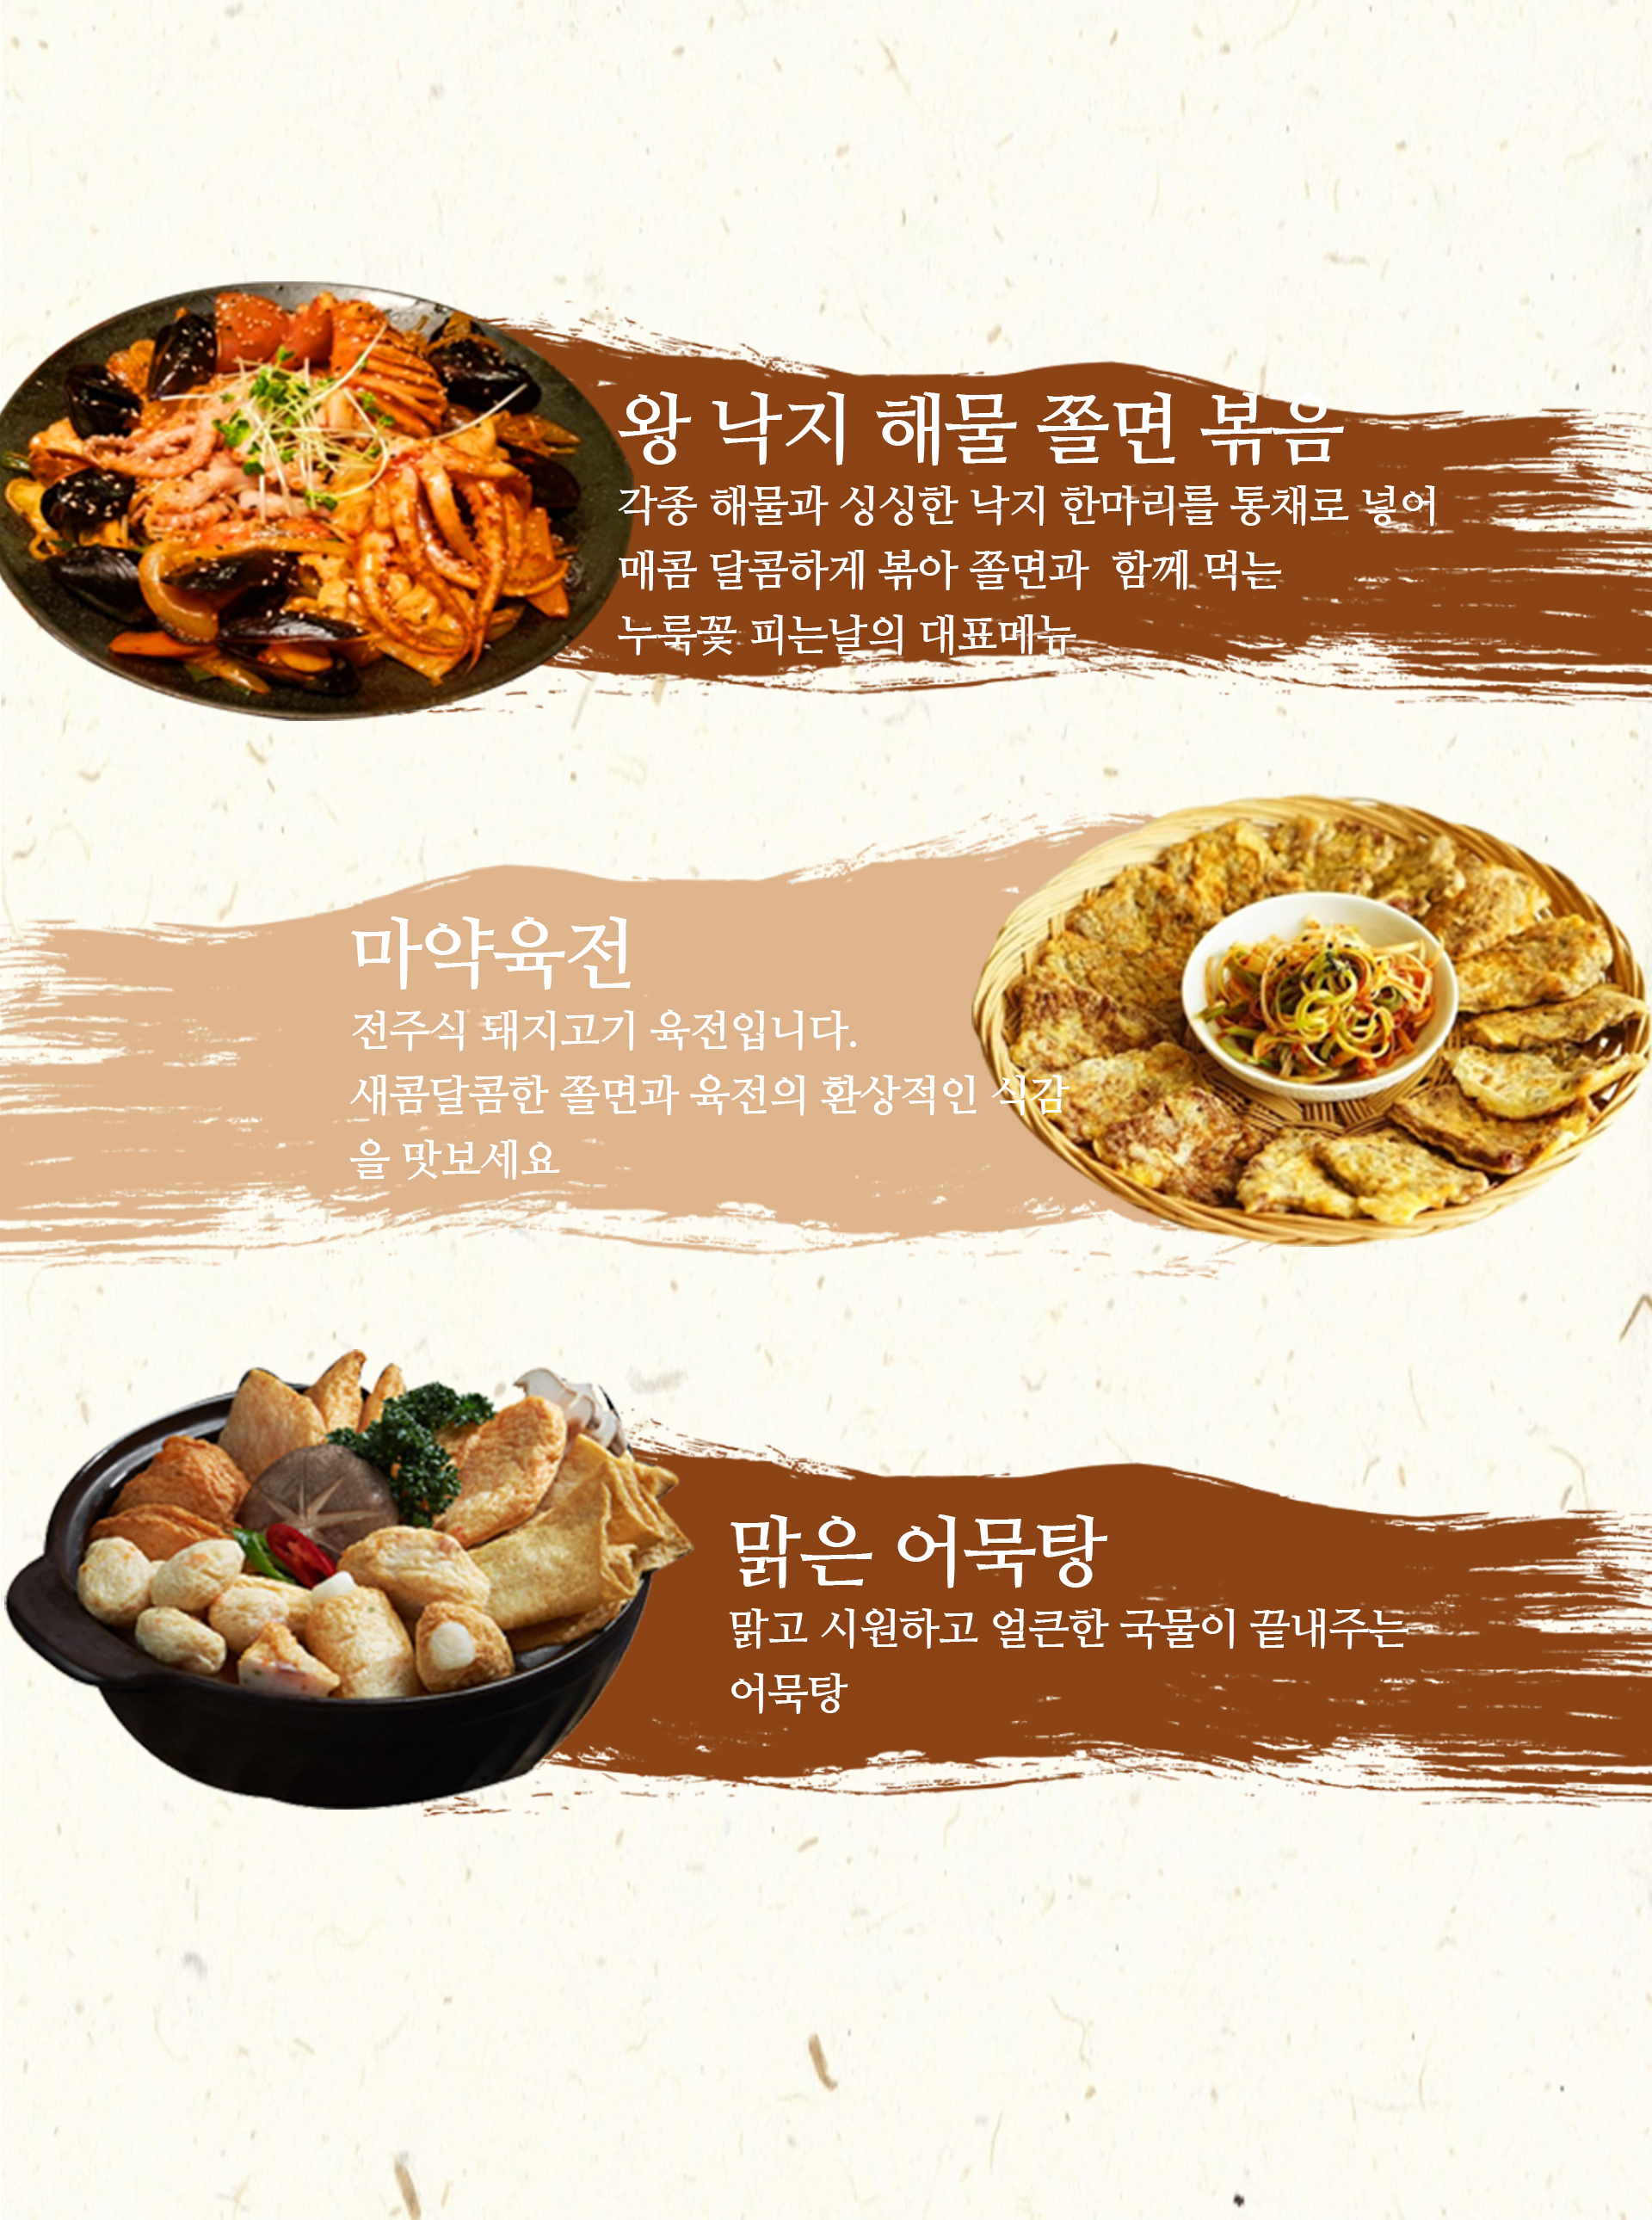 왕 낙지 해물 쫄면 볶음
각종 해물과 싱싱한 낙지 한마리를 통채로 넣어
매콤 달콤하게 볶아 쫄면과 함께 먹는
누룩꽃 피는날의 대표메뉴
마약육전
전주식 돼지고기 육전입니다.
새콤달콤한 쫄면과 육전의 환상적인 식감
을 맛보세요
맑은 어묵탕
맑고 시원하고 얼큰한 국물이 끝내주는
어묵탕